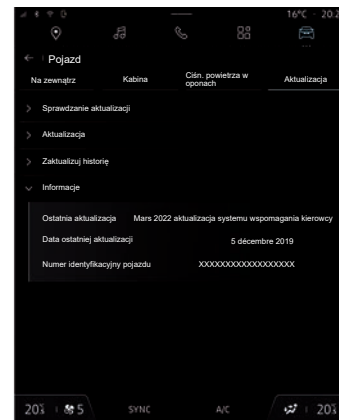 16°C 20:2
Pojazd
Na zewnątrz
Kabina
Ciśn. powietrza w
oponach
Aktualizacja
Sprawdzanie aktualizacji
Aktualizacja
Zaktualizuj historię
Informacje
Ostatnia aktualizacja Mars 2022 aktualizacja systemu wspomagania kierowcy
Data ostatniej aktualizacji 5 décembre 2019
Numer identyfikacyjny pojazdu XXXXXXXXXXXXXXXXX
20 5 SYNC A/C 20